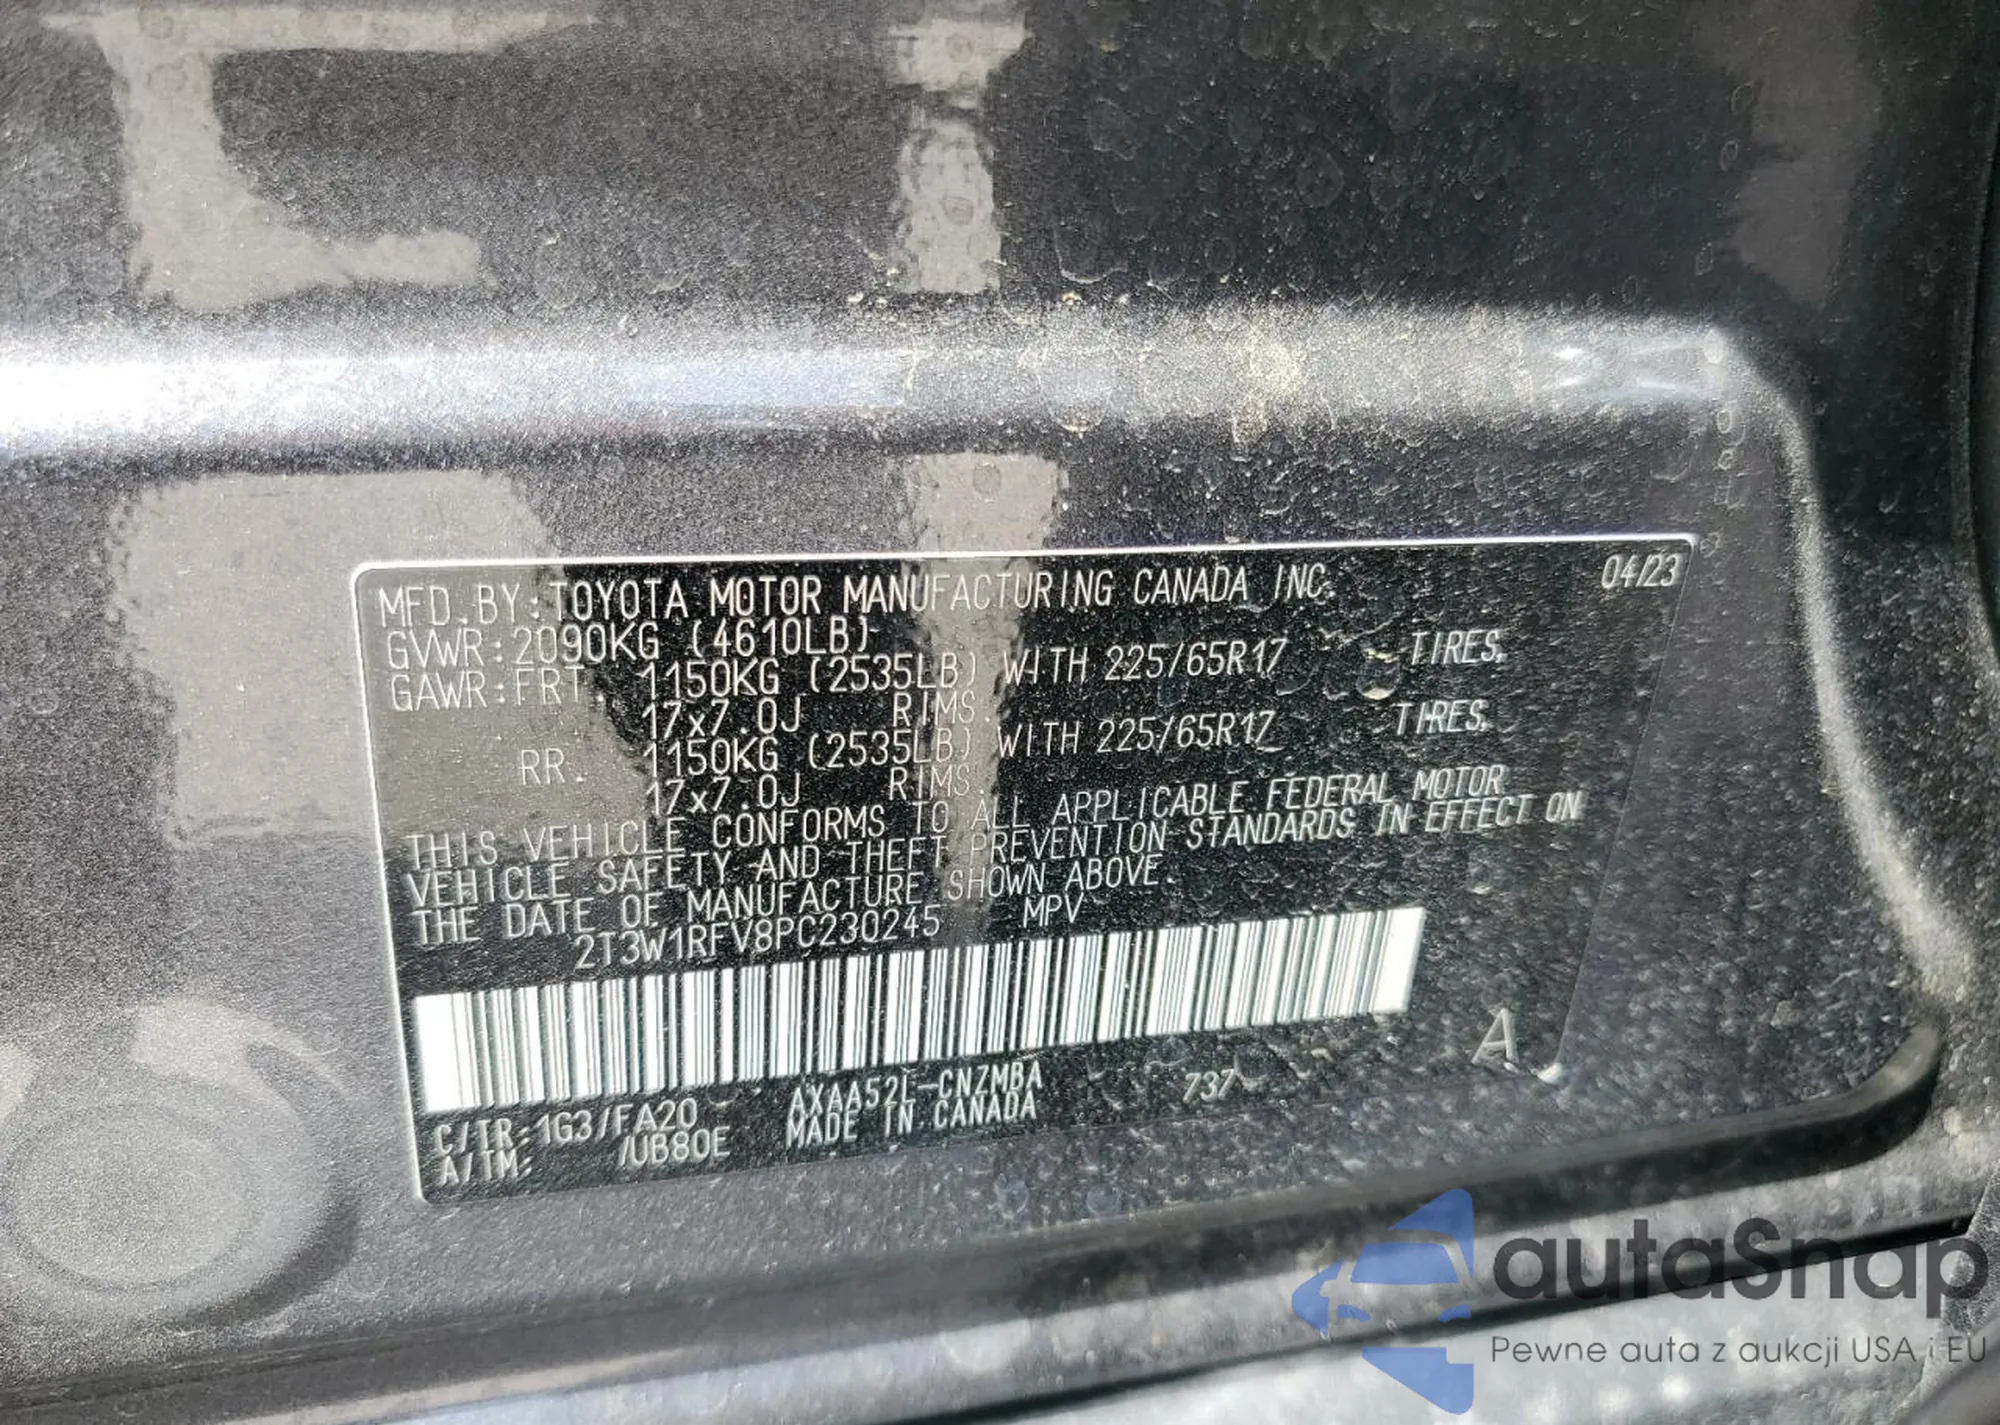 MFD. BY: TOYOTA MOTOR MANUFACTURING CANADA INC. 04/23
GVWR: 2090KG (4610LB)
GAWR: FRT. 1150KG (2535LB) WITH 225/65R17 TIRES,
17x7.0J RIMS.
RR. 1150KG (2535LB) WITH 225/65R17 TIRES,
17x7.0J RIMS.
THIS VEHICLE CONFORMS TO ALL APPLICABLE FEDERAL MOTOR
VEHICLE SAFETY AND THEFT PREVENTION STANDARDS IN EFFECT ON
THE DATE OF MANUFACTURE SHOWN ABOVE.
2T3W1RFV8PC230245 MPV
A
C/TR: 1G3/FA20 AXAA52L-CNZMBA 737
A/TM: /UB80E MADE IN CANADA
autaSnap
Pewne auta z aukcji USA i EU